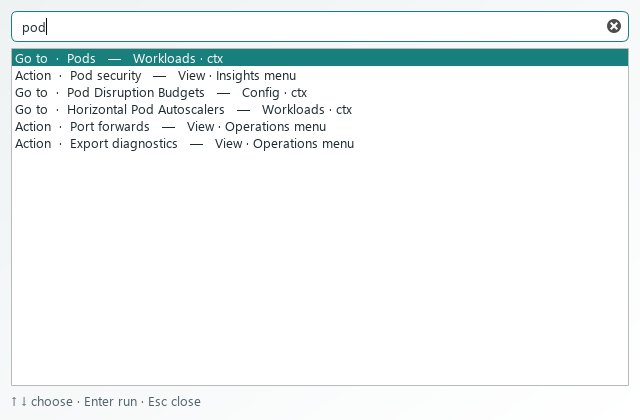 pod
Go to · Pods — Workloads · ctx
Action · Pod security — View · Insights menu
Go to · Pod Disruption Budgets — Config · ctx
Go to · Horizontal Pod Autoscalers — Workloads · ctx
Action · Port forwards — View · Operations menu
Action · Export diagnostics — View · Operations menu
↑ ↓ choose · Enter run · Esc close